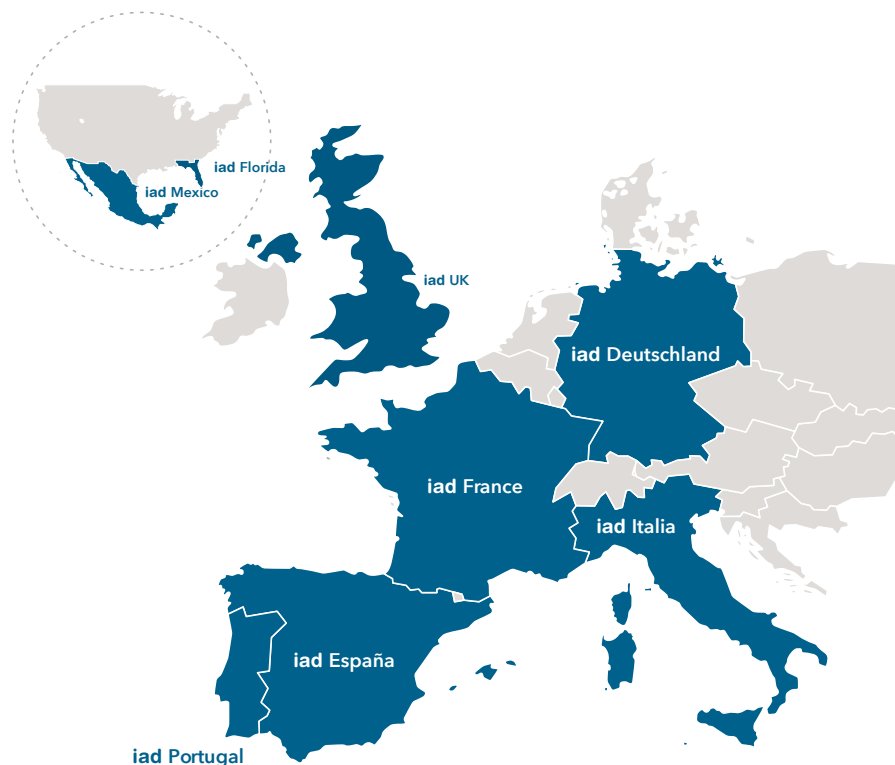 iad Florida
iad Mexico
iad UK
iad Deutschland
iad France
iad Italia
iad España
iad Portugal